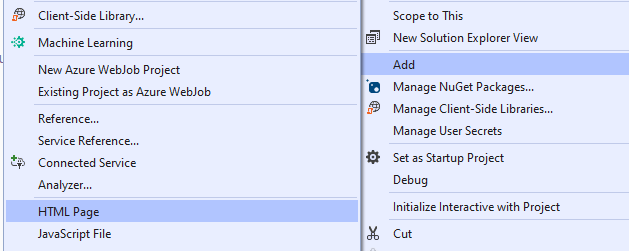 Client-Side Library...
Machine Learning
New Azure WebJob Project
Existing Project as Azure WebJob
Reference...
Service Reference...
Connected Service
Analyzer...
HTML Page
JavaScript File
Scope to This
New Solution Explorer View
Add
Manage NuGet Packages...
Manage Client-Side Libraries...
Manage User Secrets
Set as Startup Project
Debug
Initialize Interactive with Project
Cut